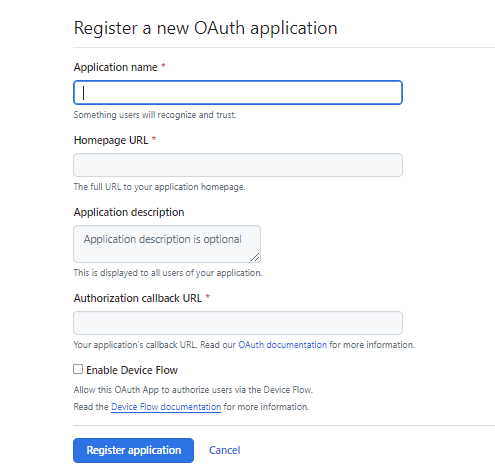 Register a new OAuth application
Application name *
Something users will recognize and trust.
Homepage URL *
The full URL to your application homepage.
Application description
Application description is optional
This is displayed to all users of your application.
Authorization callback URL *
Your application's callback URL. Read our OAuth documentation for more information.
Enable Device Flow
Allow this OAuth App to authorize users via the Device Flow.
Read the Device Flow documentation for more information.
Register application Cancel